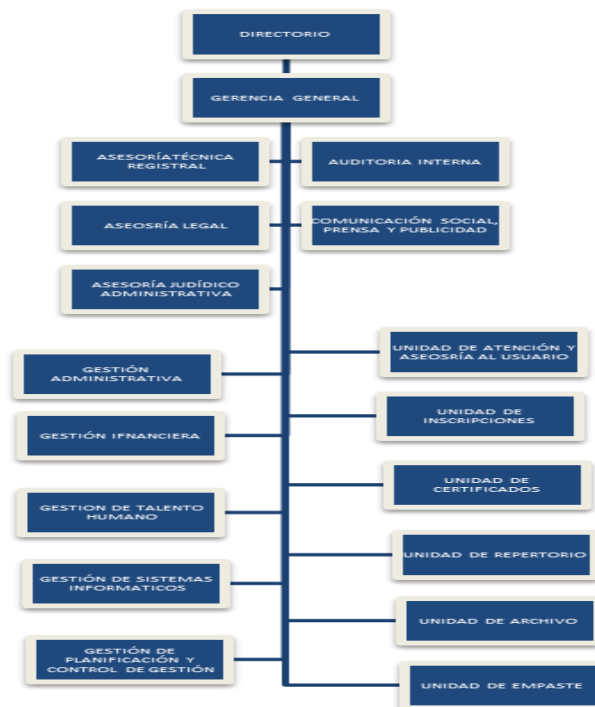 DIRECTORIO
GERENCIA GENERAL
ASESORÍATÉCNICA
REGISTRAL
AUDITORIA INTERNA
ASEOSRÍA LEGAL
COMUNICACIÓN SOCIAL,
PRENSA Y PUBLICIDAD
ASESORÍA JUDÍDICO
ADMINISTRATIVA
UNIDAD DE ATENCIÓN Y
ASEOSRÍA AL USUARIO
GESTIÓN
ADMINISTRATIVA
UNIDAD DE
INSCRIPCIONES
GESTIÓN IFNANCIERA
UNIDAD DE
CERTIFICADOS
GESTION DE TALENTO
HUMANO
UNIDAD DE REPERTORIO
GESTIÓN DE SISTEMAS
INFORMATICOS
UNIDAD DE ARCHIVO
GESTIÓN DE
PLANIFICACIÓN Y
CONTROL DE GESTIÓN
UNIDAD DE EMPASTE